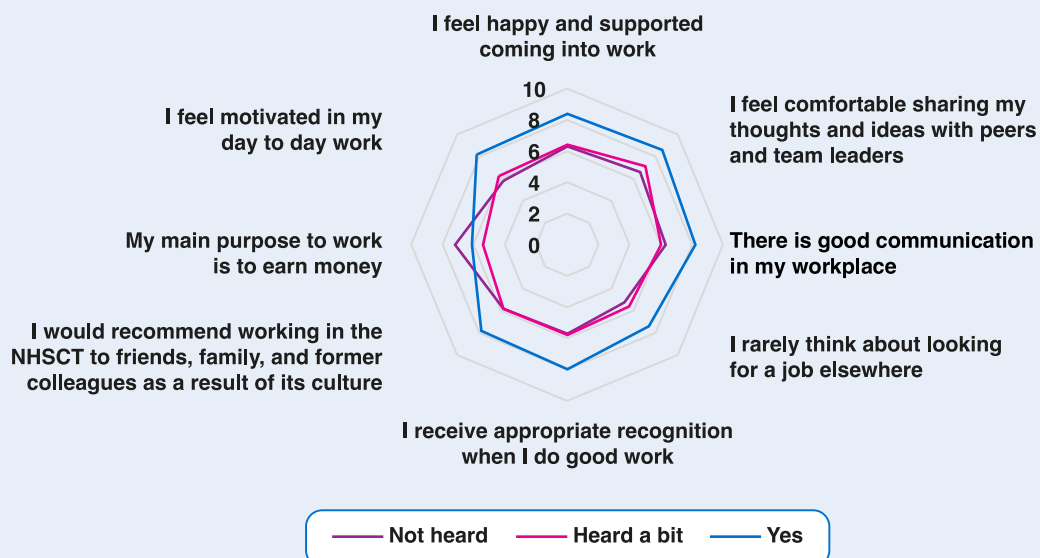 I feel happy and supported
coming into work
10
8
6
4
2
0
I feel comfortable sharing my
thoughts and ideas with peers
and team leaders
There is good communication
in my workplace
I rarely think about looking
for a job elsewhere
I receive appropriate recognition
when I do good work
I would recommend working in the
NHSCT to friends, family, and former
colleagues as a result of its culture
My main purpose to work
is to earn money
I feel motivated in my
day to day work
Not heard Heard a bit Yes